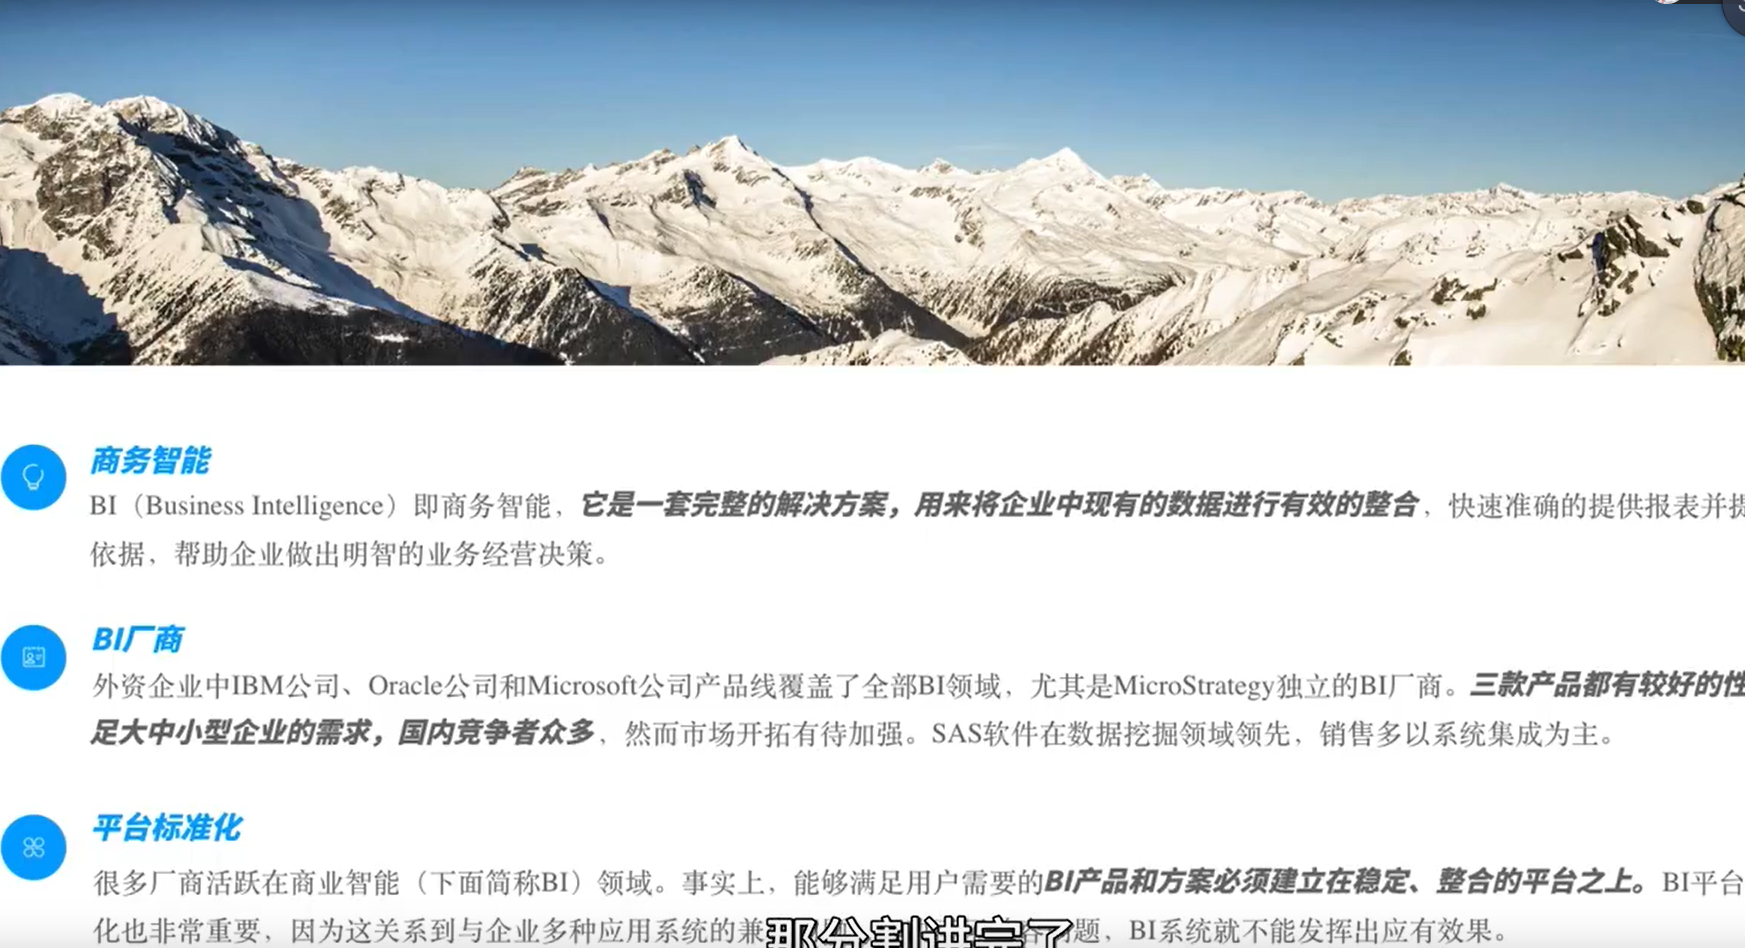 商务智能
BI（Business Intelligence）即商务智能，它是一套完整的解决方案，用来将企业中现有的数据进行有效的整合，快速准确的提供报表并提
依据，帮助企业做出明智的业务经营决策。
BI厂商
外资企业中IBM公司、Oracle公司和Microsoft公司产品线覆盖了全部BI领域，尤其是MicroStrategy独立的BI厂商。三款产品都有较好的性
足大中小型企业的需求，国内竞争者众多，然而市场开拓有待加强。SAS软件在数据挖掘领域领先，销售多以系统集成为主。
平台标准化
很多厂商活跃在商业智能（下面简称BI）领域。事实上，能够满足用户需要的BI产品和方案必须建立在稳定、整合的平台之上。BI平台
化也非常重要，因为这关系到与企业多种应用系统的兼 题，BI系统就不能发挥出应有效果。
那分割讲完了